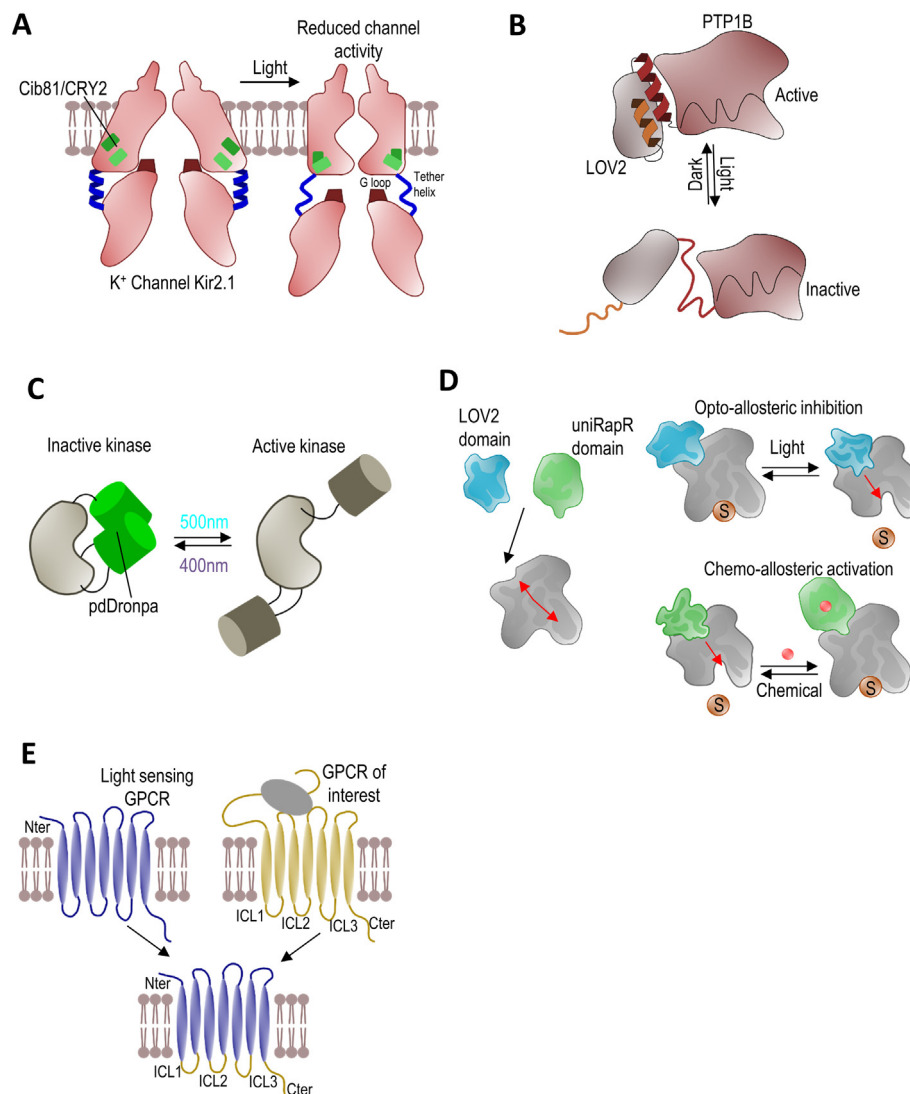 A
Reduced channel
activity
Light
Cib81/CRY2
G loop
Tether
helix
K⁺ Channel Kir2.1
B
PTP1B
Active
LOV2
Dark
Light
Inactive
C
Inactive kinase
Active kinase
500nm
400nm
pdDronpa
D
LOV2
domain
uniRapR
domain
Opto-allosteric inhibition
Light
S
S
Chemo-allosteric activation
Chemical
S
S
E
Light sensing
GPCR
Nter
GPCR of
interest
ICL1
ICL2
ICL3
Cter
Nter
ICL1
ICL2
ICL3
Cter